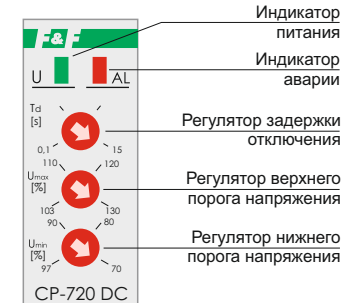 Индикатор
питания
F&F
Индикатор
аварии
U AL
Td
[s]
0,1 15
Регулятор задержки
отключения
110 120
Umax
[%]
103 130
Регулятор верхнего
порога напряжения
90 80
Umin
[%]
97 70
Регулятор нижнего
порога напряжения
CP-720 DC